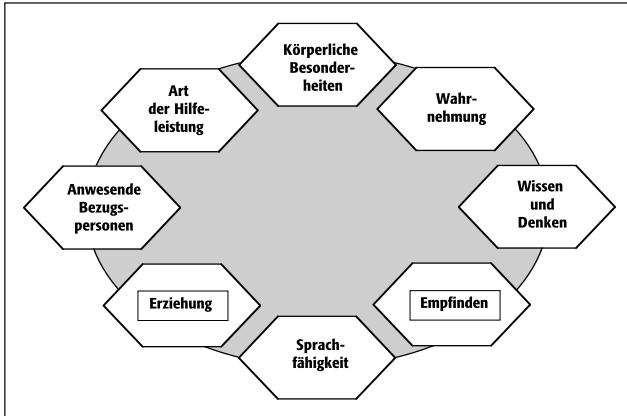 Körperliche
Besonder-
heiten
Wahr-
nehmung
Wissen
und
Denken
Empfinden
Sprach-
fähigkeit
Erziehung
Anwesende
Bezugs-
personen
Art
der Hilfe-
leistung